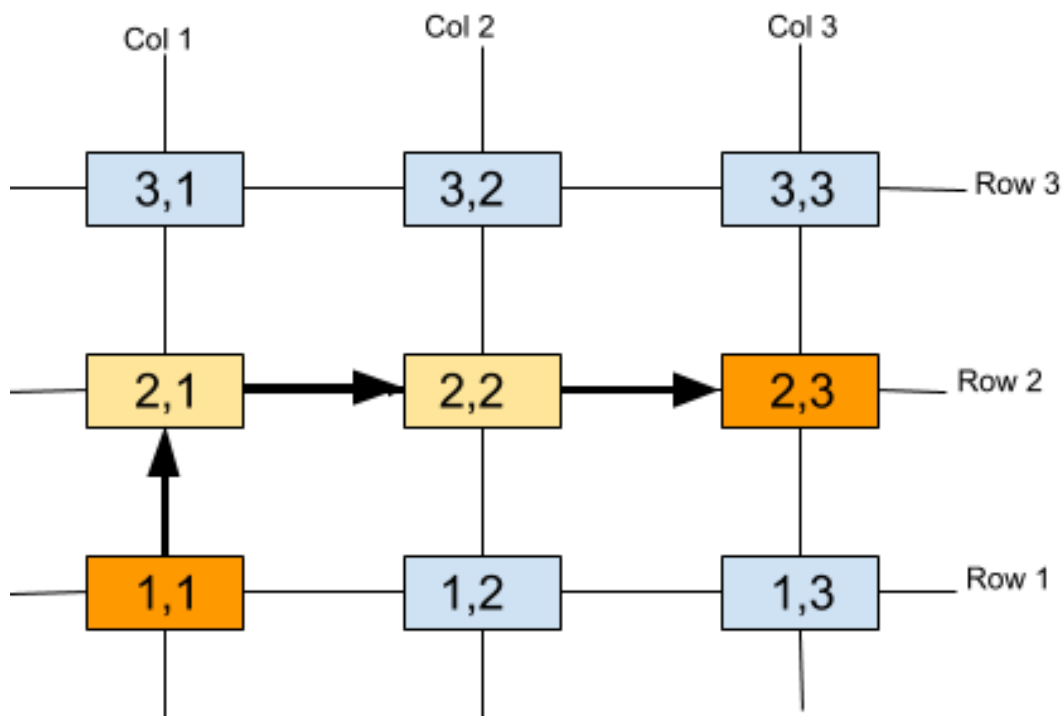 Col 1 Col 2 Col 3
3,1 3,2 3,3 Row 3
2,1 2,2 2,3 Row 2
1,1 1,2 1,3 Row 1